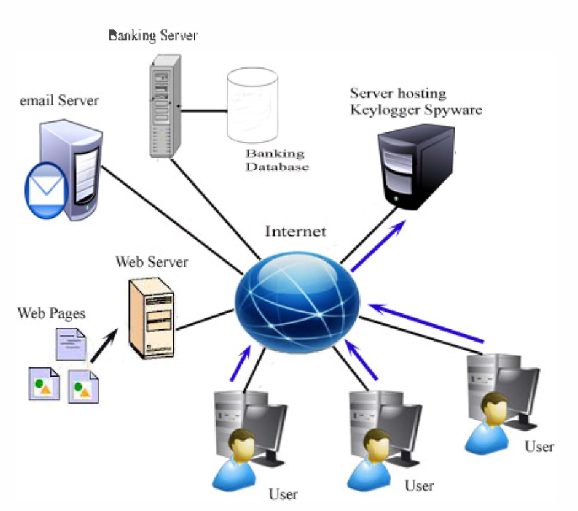 Banking Server
email Server
Server hosting
Keylogger Spyware
Banking
Database
Internet
Web Server
Web Pages
User
User
User